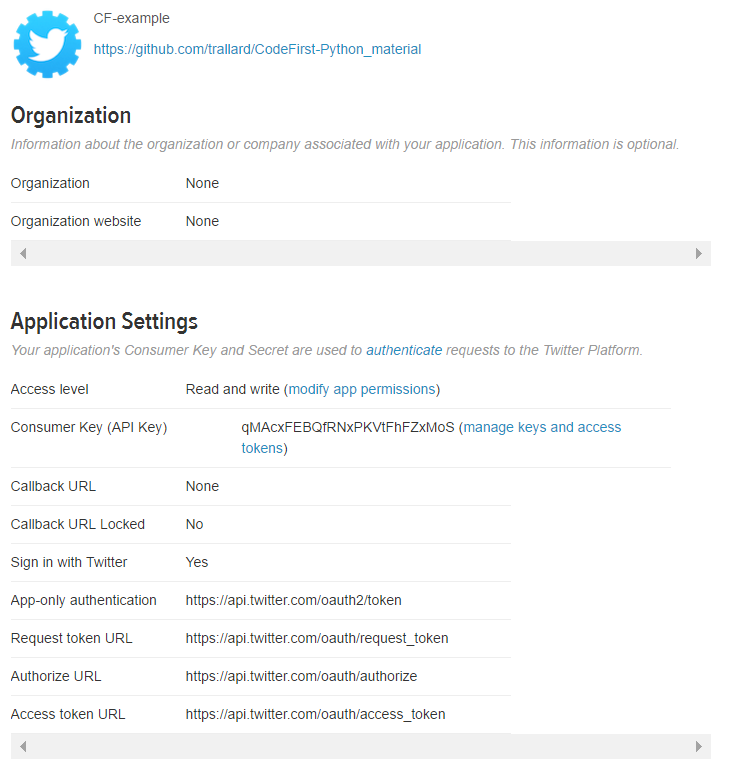 CF-example
https://github.com/trallard/CodeFirst-Python_material
Organization
Information about the organization or company associated with your application. This information is optional.
Organization None
Organization website None
Application Settings
Your application's Consumer Key and Secret are used to authenticate requests to the Twitter Platform.
Access level Read and write (modify app permissions)
Consumer Key (API Key) qMAcxFEBQfRNxPKVtFhFZxMoS (manage keys and access
tokens)
Callback URL None
Callback URL Locked No
Sign in with Twitter Yes
App-only authentication https://api.twitter.com/oauth2/token
Request token URL https://api.twitter.com/oauth/request_token
Authorize URL https://api.twitter.com/oauth/authorize
Access token URL https://api.twitter.com/oauth/access_token